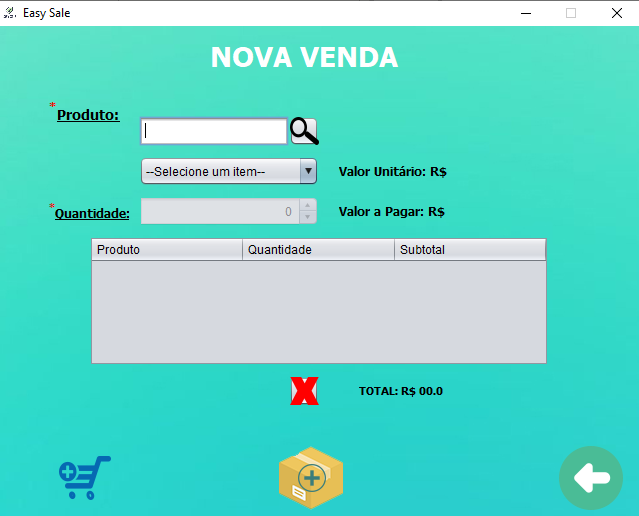 Easy Sale
NOVA VENDA
*Produto:
--Selecione um item--
Valor Unitário: R$
*Quantidade:
0
Valor a Pagar: R$
Produto Quantidade Subtotal
X
TOTAL: R$ 00.0